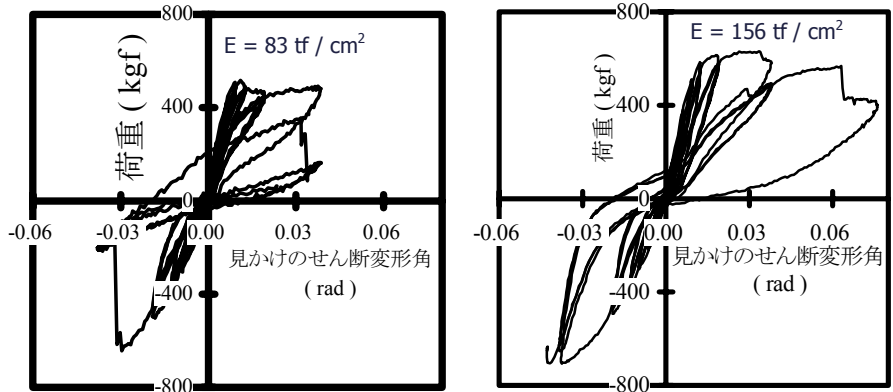 800
E = 83 tf / cm²
400
0
-400
-800
荷重 ( kgf )
-0.06 -0.03 0.00 0.03 0.06
見かけのせん断変形角
( rad )
800
E = 156 tf / cm²
400
0
-400
-800
荷重 ( kgf )
-0.06 -0.03 0.00 0.03 0.06
見かけのせん断変形角
( rad )